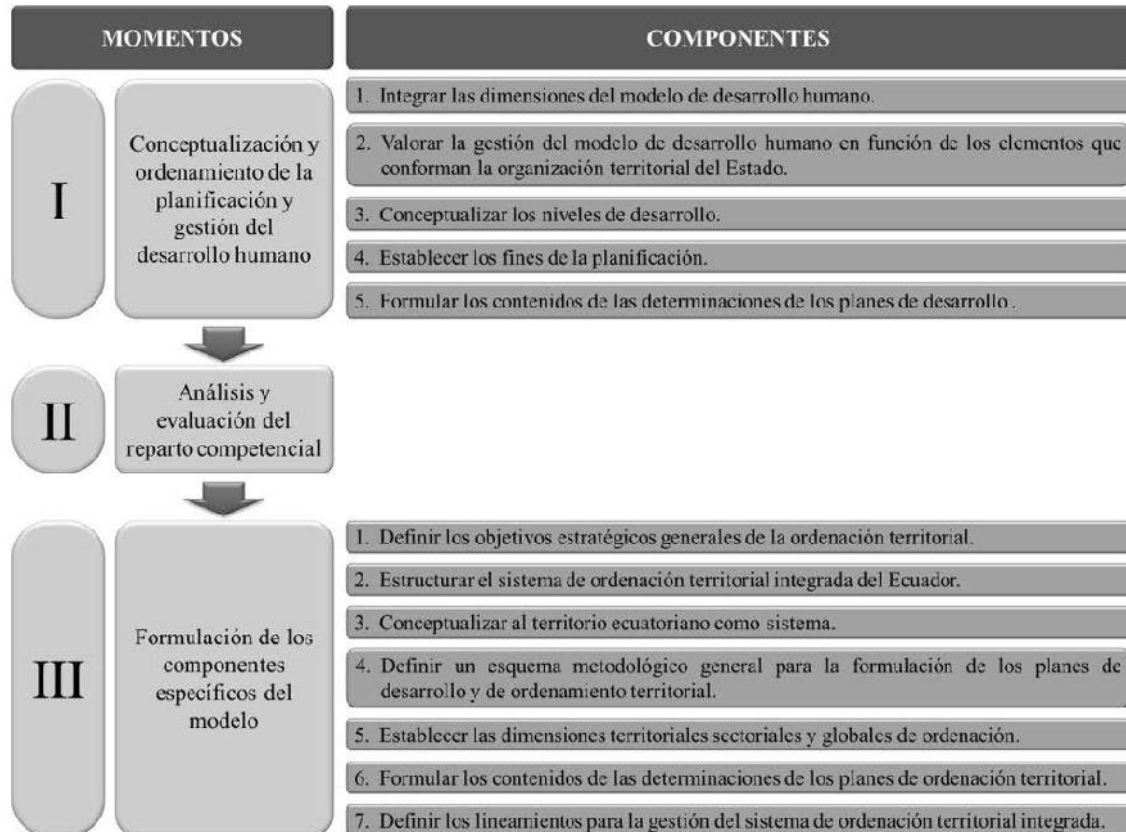 MOMENTOS
COMPONENTES
I
Conceptualización y
ordenamiento de la
planificación y
gestión del
desarrollo humano
1. Integrar las dimensiones del modelo de desarrollo humano.
2. Valorar la gestión del modelo de desarrollo humano en función de los elementos que
conforman la organización territorial del Estado.
3. Conceptualizar los niveles de desarrollo.
4. Establecer los fines de la planificación.
5. Formular los contenidos de las determinaciones de los planes de desarrollo .
II
Análisis y
evaluación del
reparto competencial
III
Formulación de los
componentes
específicos del
modelo
1. Definir los objetivos estratégicos generales de la ordenación territorial.
2. Estructurar el sistema de ordenación territorial integrada del Ecuador.
3. Conceptualizar al territorio ecuatoriano como sistema.
4. Definir un esquema metodológico general para la formulación de los planes de
desarrollo y de ordenamiento territorial.
5. Establecer las dimensiones territoriales sectoriales y globales de ordenación.
6. Formular los contenidos de las determinaciones de los planes de ordenación territorial.
7. Definir los lineamientos para la gestión del sistema de ordenación territorial integrada.